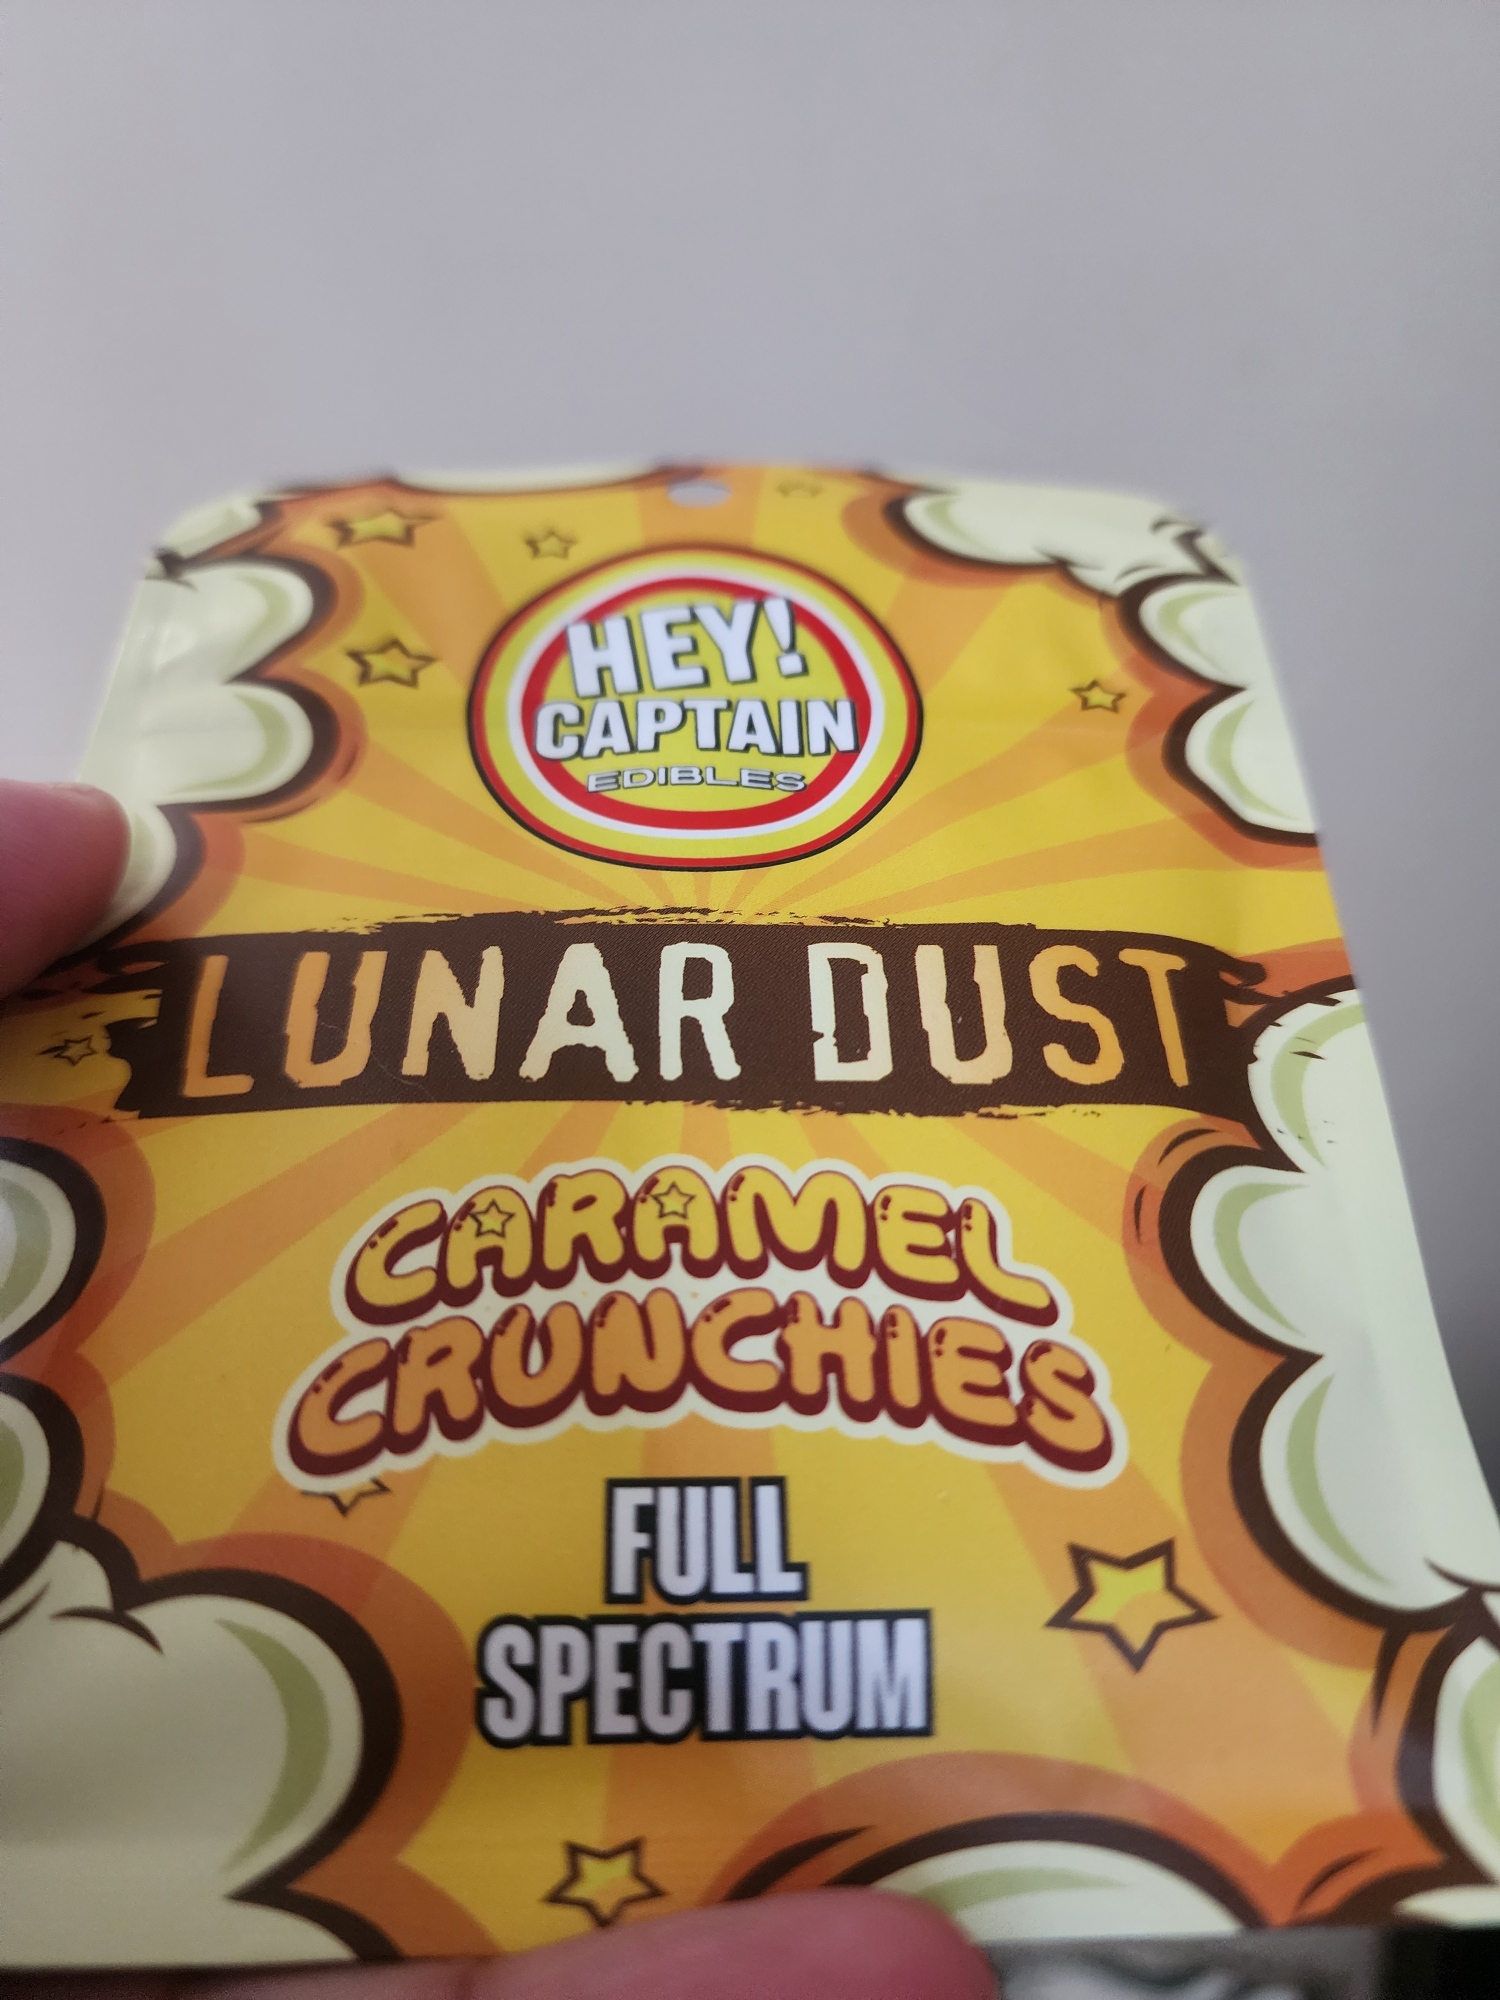 HEY!
CAPTAIN
EDIBLES
LUNAR DUST
CARAMEL
CRUNCHIES
FULL
SPECTRUM